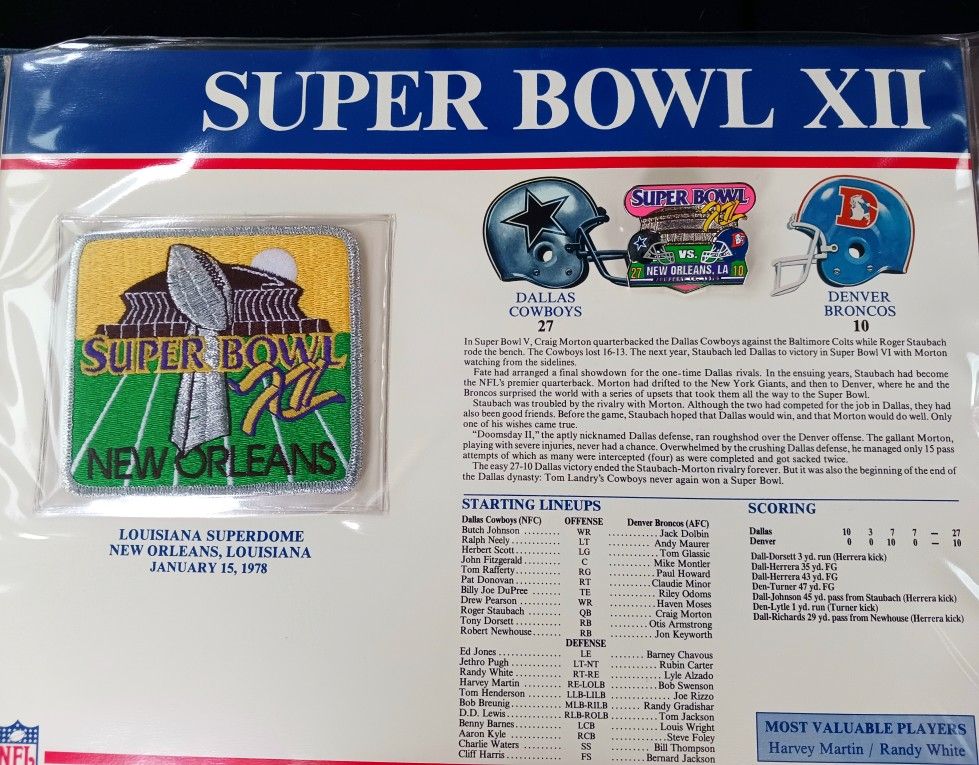 SUPER BOWL XII
SUPER BOWL
XII
NEW ORLEANS
LOUISIANA SUPERDOME
NEW ORLEANS, LOUISIANA
JANUARY 15, 1978
SUPER BOWL
XII
VS.
27 NEW ORLEANS, LA 10
D
DALLAS
COWBOYS
27
DENVER
BRONCOS
10
In Super Bowl V, Craig Morton quarterbacked the Dallas Cowboys against the Baltimore Colts while Roger Staubach
rode the bench. The Cowboys lost 16-13. The next year, Staubach led Dallas to victory in Super Bowl VI with Morton
watching from the sidelines.
Fate had arranged a final showdown for the one-time Dallas rivals. In the ensuing years, Staubach had become
the NFL's premier quarterback. Morton had drifted to the New York Giants, and then to Denver, where he and the
Broncos surprised the world with a series of upsets that took them all the way to the Super Bowl.
Staubach was troubled by the rivalry with Morton. Although the two had competed for the job in Dallas, they had
also been good friends. Before the game, Staubach hoped that Dallas would win, and that Morton would do well. Only
one of his wishes came true.
"Doomsday II," the aptly nicknamed Dallas defense, ran roughshod over the Denver offense. The gallant Morton,
playing with severe injuries, never had a chance. Overwhelmed by the crushing Dallas defense, he managed only 15 pass
attempts of which as many were intercepted (four) as were completed and got sacked twice.
The easy 27-10 Dallas victory ended the Staubach-Morton rivalry forever. But it was also the beginning of the end of
the Dallas dynasty: Tom Landry's Cowboys never again won a Super Bowl.
STARTING LINEUPS
Dallas Cowboys (NFC) OFFENSE Denver Broncos (AFC)
Butch Johnson .......... WR .......... Jack Dolbin
Ralph Neely .......... LT .......... Andy Maurer
Herbert Scott .......... LG .......... Tom Glassic
John Fitzgerald .......... C .......... Mike Montler
Tom Rafferty .......... RG .......... Paul Howard
Pat Donovan .......... RT .......... Claudie Minor
Billy Joe DuPree .......... TE .......... Riley Odoms
Drew Pearson .......... WR .......... Haven Moses
Roger Staubach .......... QB .......... Craig Morton
Tony Dorsett .......... RB .......... Otis Armstrong
Robert Newhouse .......... RB .......... Jon Keyworth
DEFENSE
Ed Jones .......... LE .......... Barney Chavous
Jethro Pugh .......... LT-NT .......... Rubin Carter
Randy White .......... RT-RE .......... Lyle Alzado
Harvey Martin .......... RE-LOLB .......... Bob Swenson
Tom Henderson .......... LLB-LILB .......... Joe Rizzo
Bob Breunig .......... MLB-RILB .......... Randy Gradishar
D.D. Lewis .......... RLB-ROLB .......... Tom Jackson
Benny Barnes .......... LCB .......... Louis Wright
Aaron Kyle .......... RCB .......... Steve Foley
Charlie Waters .......... SS .......... Bill Thompson
Cliff Harris .......... FS .......... Bernard Jackson
SCORING
Dallas 10 3 7 7 — 27
Denver 0 0 10 0 — 10
Dall-Dorsett 3 yd. run (Herrera kick)
Dall-Herrera 35 yd. FG
Dall-Herrera 43 yd. FG
Den-Turner 47 yd. FG
Dall-Johnson 45 yd. pass from Staubach (Herrera kick)
Den-Lytle 1 yd. run (Turner kick)
Dall-Richards 29 yd. pass from Newhouse (Herrera kick)
MOST VALUABLE PLAYERS
Harvey Martin / Randy White
NFL